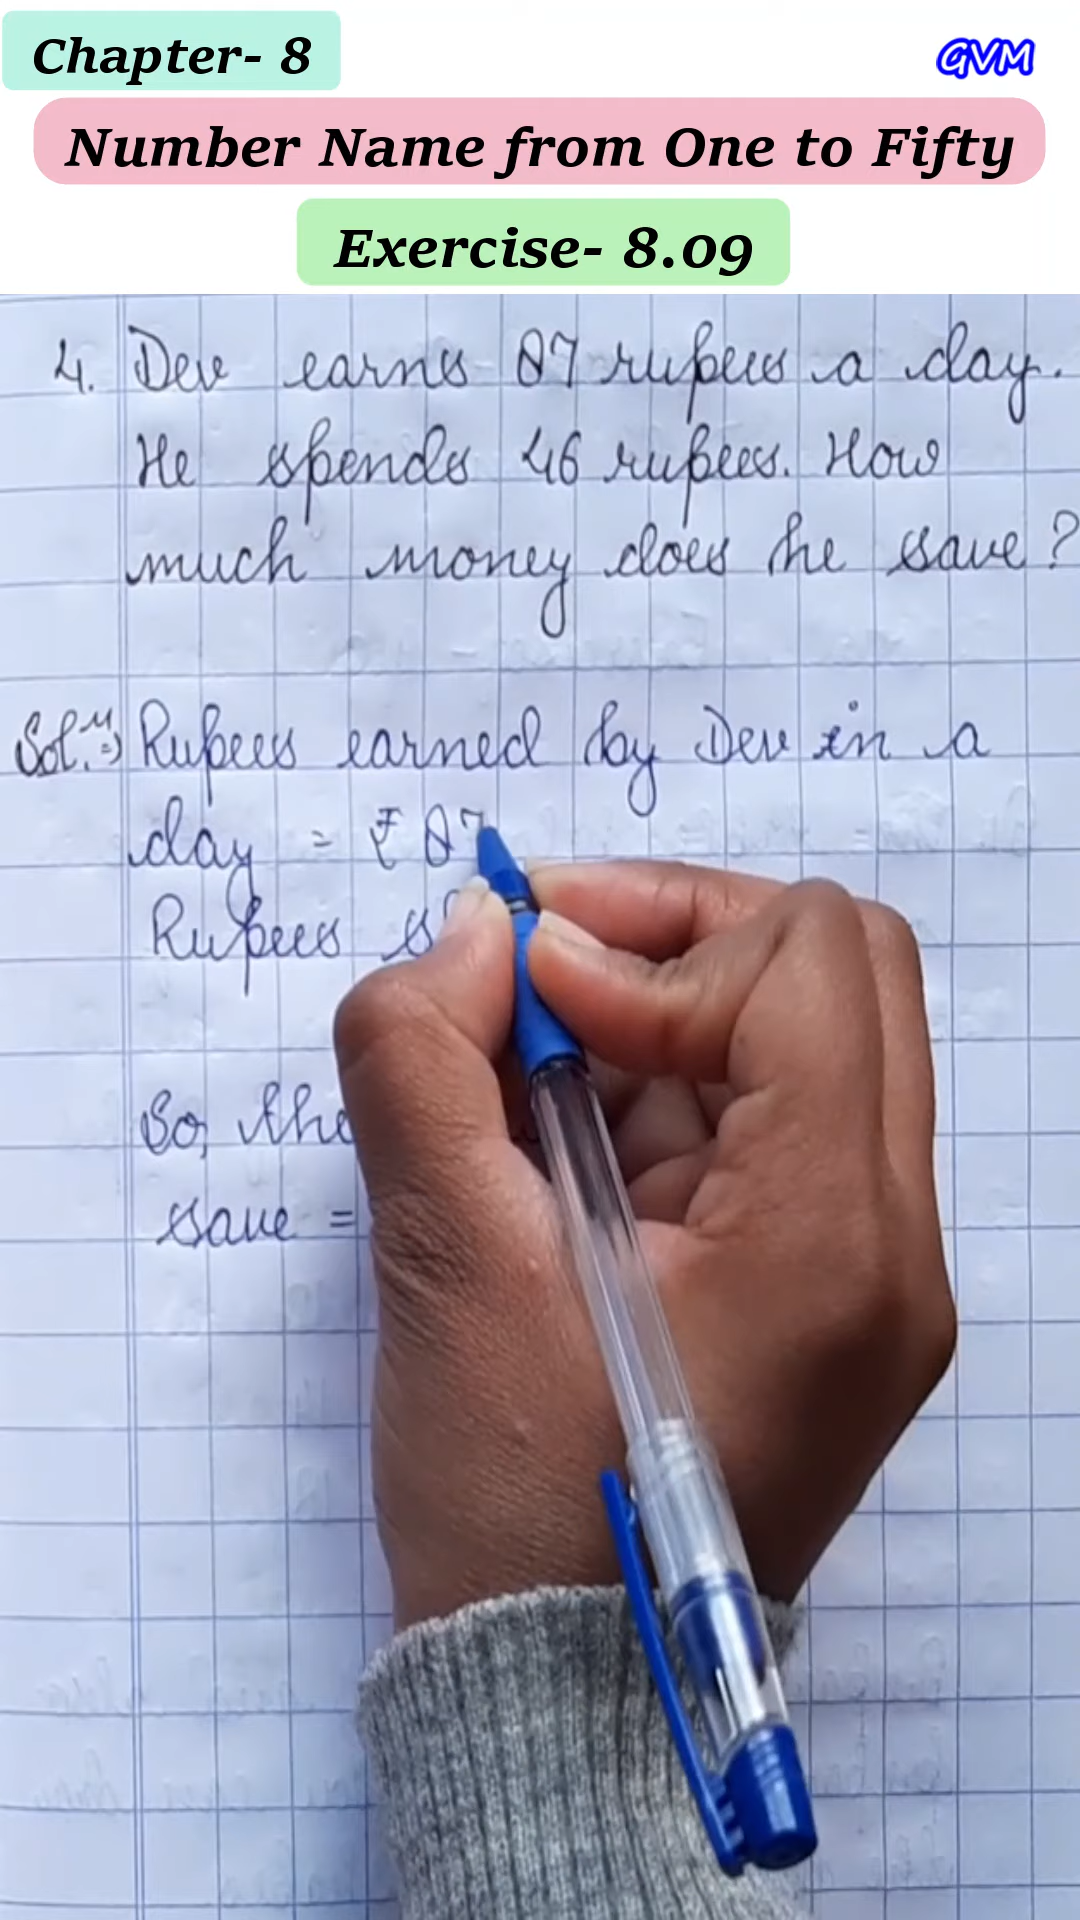 Chapter- 8
GVM
Number Name from One to Fifty
Exercise- 8.09
4. Dev earns 87 rupees a day.
He spends 46 rupees. How
much money does he save?
Sol.ⁿ⇒ Rupees earned by Dev in a
day = ₹ 87
Rupees
So, the
save =